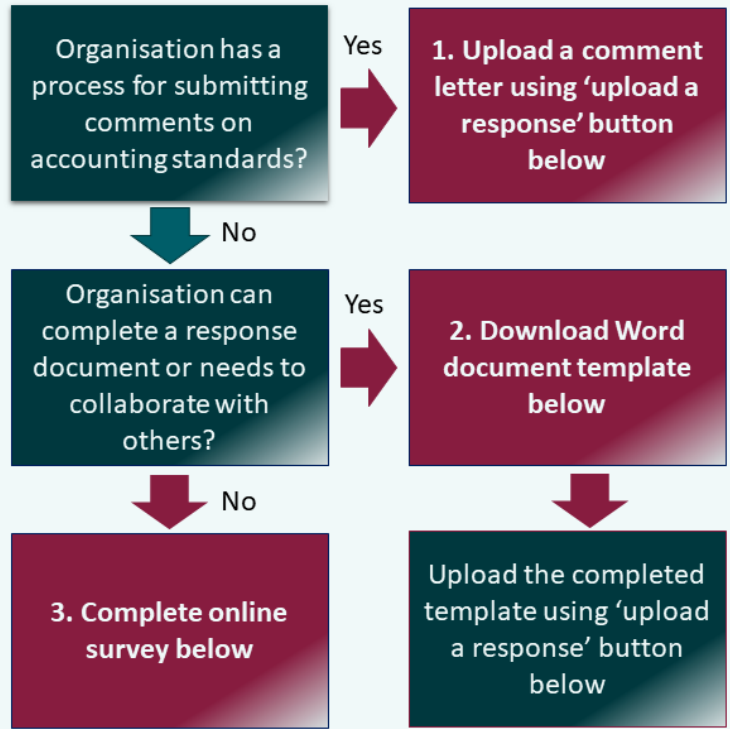 Organisation has a
process for submitting
comments on
accounting standards?
Yes
1. Upload a comment
letter using ‘upload a
response’ button
below
No
Organisation can
complete a response
document or needs to
collaborate with
others?
Yes
2. Download Word
document template
below
No
3. Complete online
survey below
Upload the completed
template using ‘upload
a response’ button
below